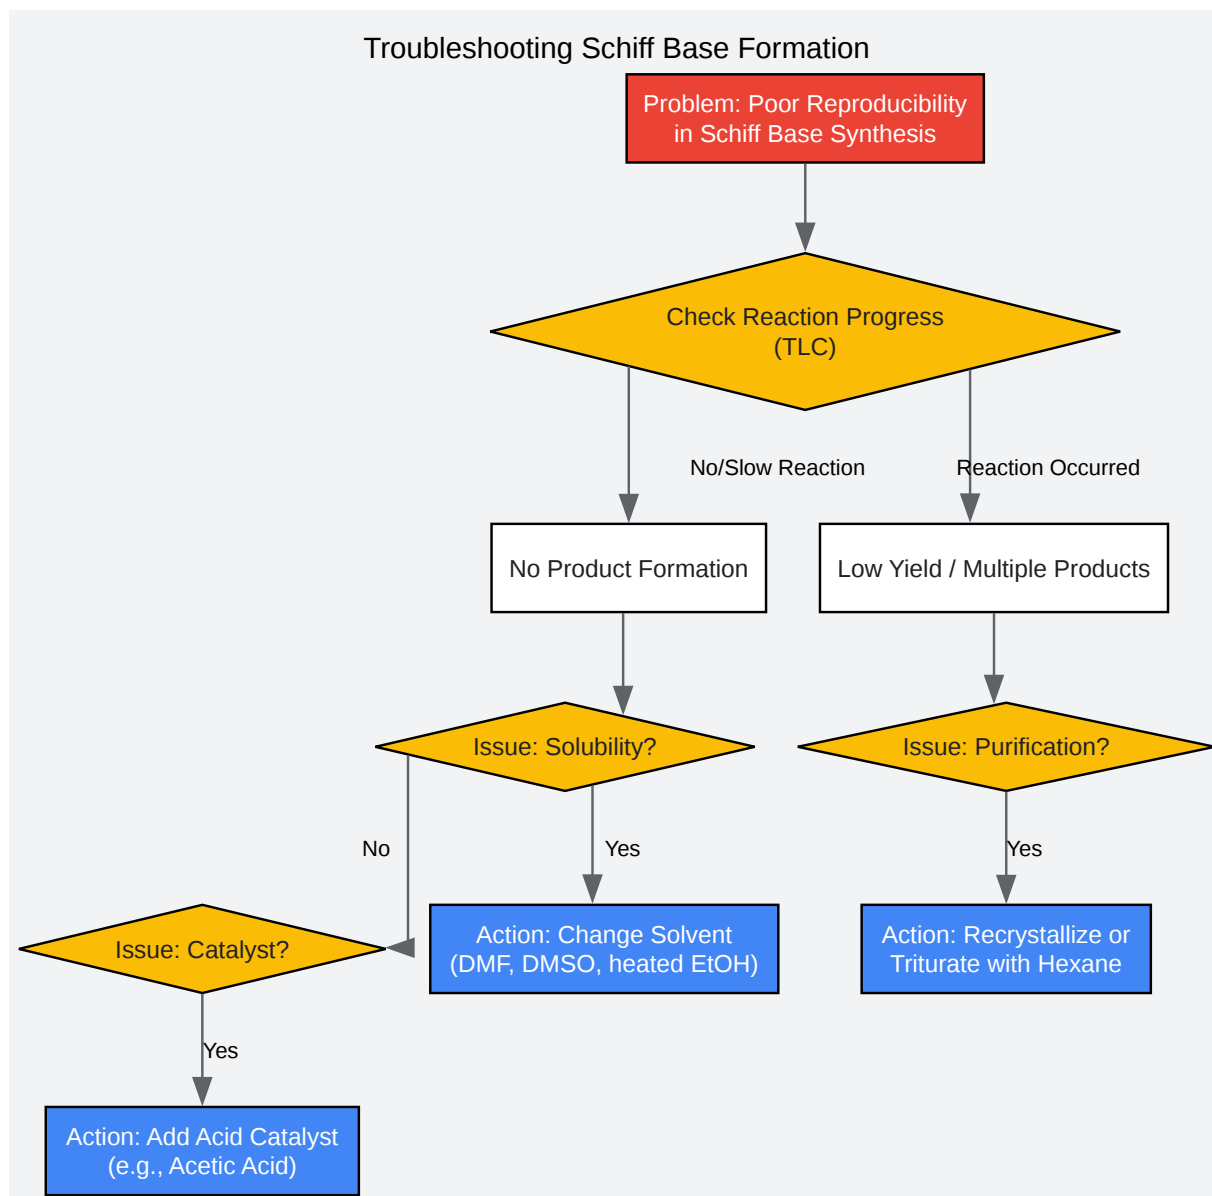 Troubleshooting Schiff Base Formation
Problem: Poor Reproducibility
in Schiff Base Synthesis
Check Reaction Progress
(TLC)
No/Slow Reaction
Reaction Occurred
No Product Formation
Low Yield / Multiple Products
Issue: Solubility?
Issue: Purification?
No
Yes
Yes
Issue: Catalyst?
Action: Change Solvent
(DMF, DMSO, heated EtOH)
Action: Recrystallize or
Triturate with Hexane
Yes
Action: Add Acid Catalyst
(e.g., Acetic Acid)